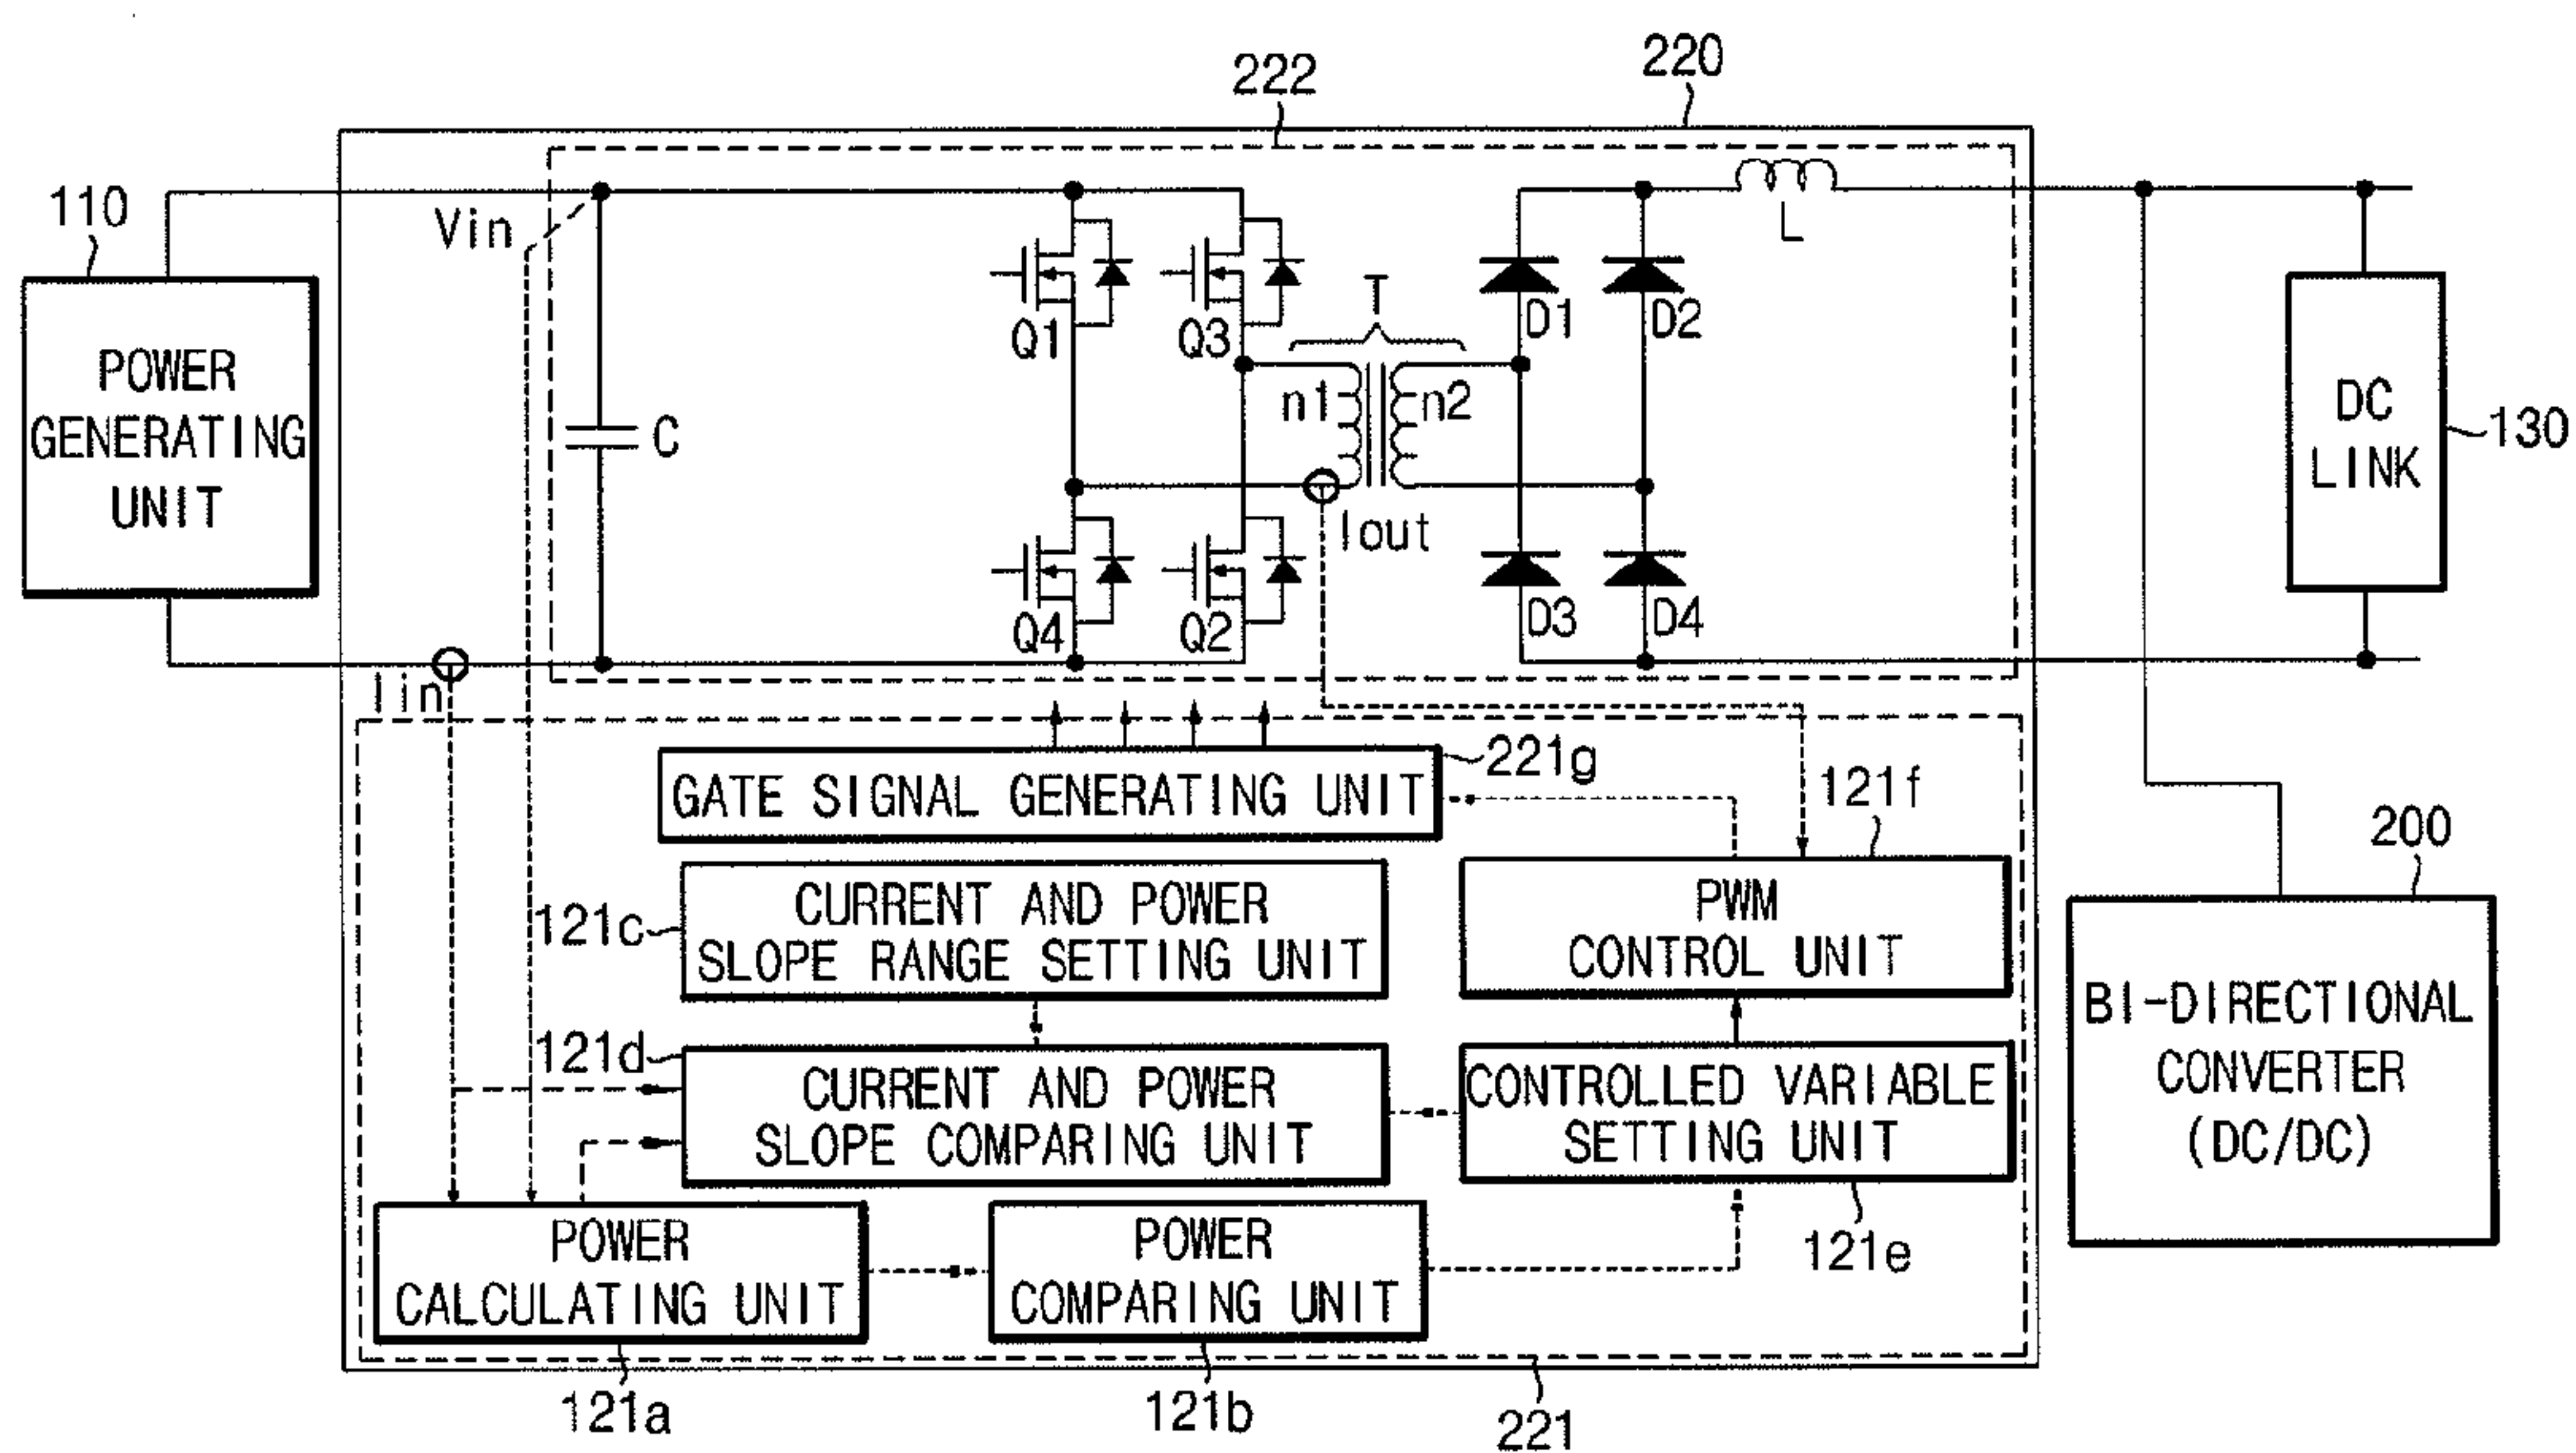 220
222
110
Vin
POWER
GENERATING
UNIT
C
Q1
Q3
T
n1
n2
D1
D2
L
DC
LINK
130
Iout
Q4
Q2
D3
D4
Iin
GATE SIGNAL GENERATING UNIT
221g
121f
200
121c
CURRENT AND POWER
SLOPE RANGE SETTING UNIT
PWM
CONTROL UNIT
BI-DIRECTIONAL
CONVERTER
(DC/DC)
121d
CURRENT AND POWER
SLOPE COMPARING UNIT
CONTROLLED VARIABLE
SETTING UNIT
121e
POWER
CALCULATING UNIT
POWER
COMPARING UNIT
121a
121b
221